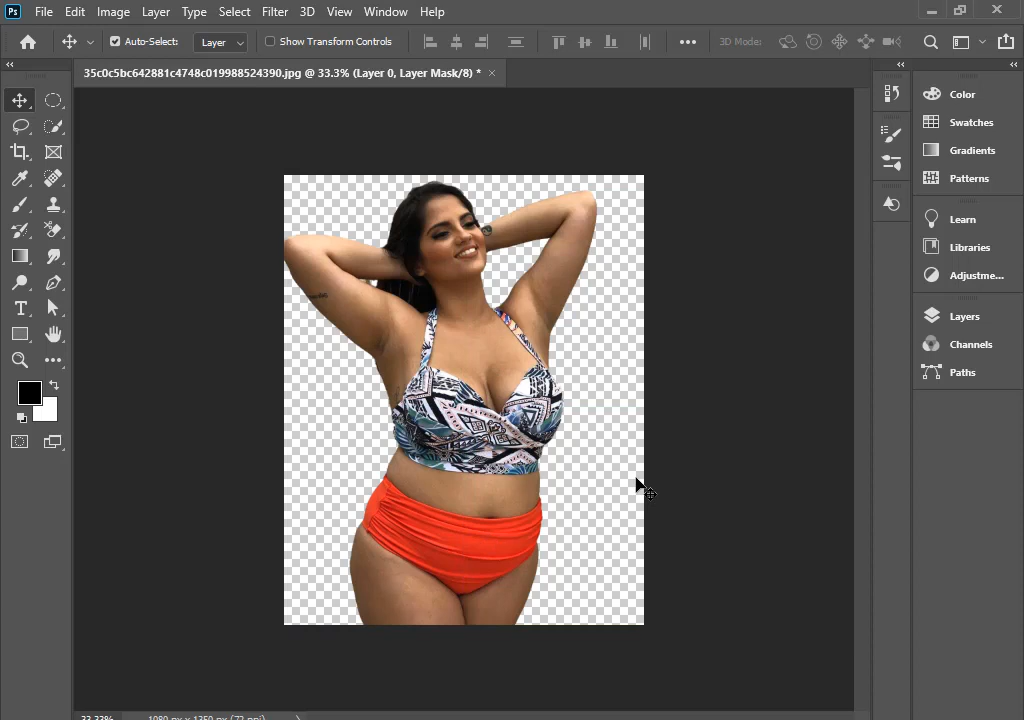 Ps File Edit Image Layer Type Select Filter 3D View Window Help
Auto-Select: Layer Show Transform Controls 3D Mode:
35c0c5bc642881c4748c019988524390.jpg @ 33.3% (Layer 0, Layer Mask/8) *
Color
Swatches
Gradients
Patterns
Learn
Libraries
Adjustme...
Layers
Channels
Paths
33.33% 1080 px x 1350 px (72 ppi)